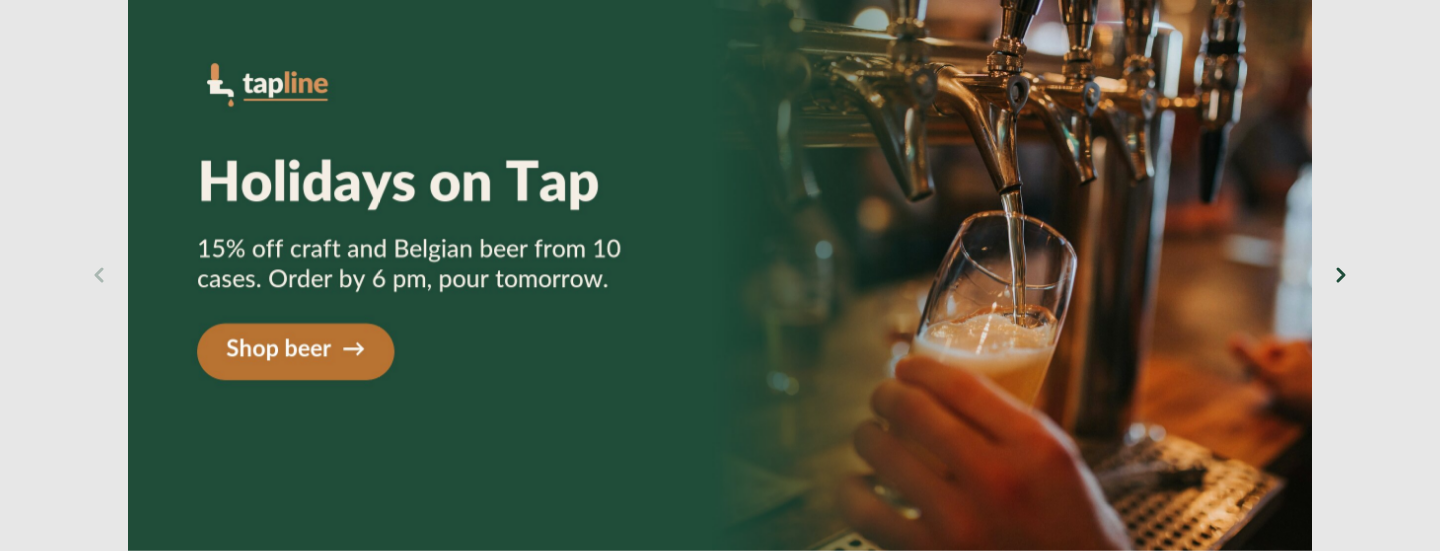 tapline
Holidays on Tap
15% off craft and Belgian beer from 10
cases. Order by 6 pm, pour tomorrow.
Shop beer →